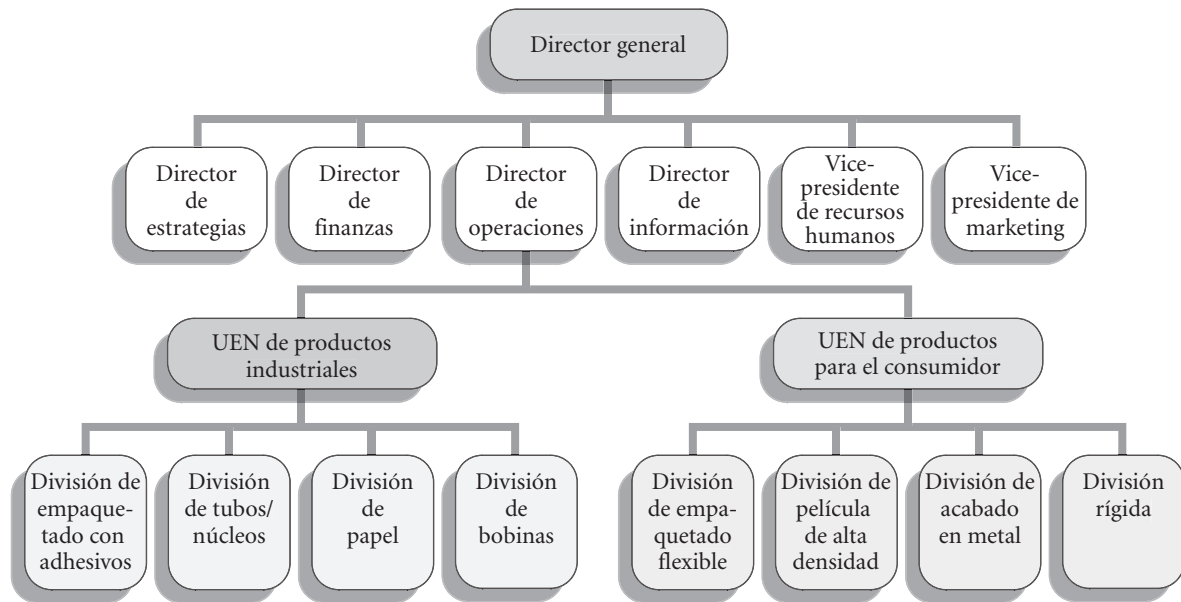 Director general
Director
de
estrategias
Director
de
finanzas
Director
de
operaciones
Director
de
información
Vice-
presidente
de recursos
humanos
Vice-
presidente de
marketing
UEN de productos
industriales
UEN de productos
para el consumidor
División de
empaque-
tado con
adhesivos
División
de tubos/
núcleos
División
de
papel
División
de
bobinas
División
de empa-
quetado
flexible
División de
película
de alta
densidad
División de
acabado
en metal
División
rígida